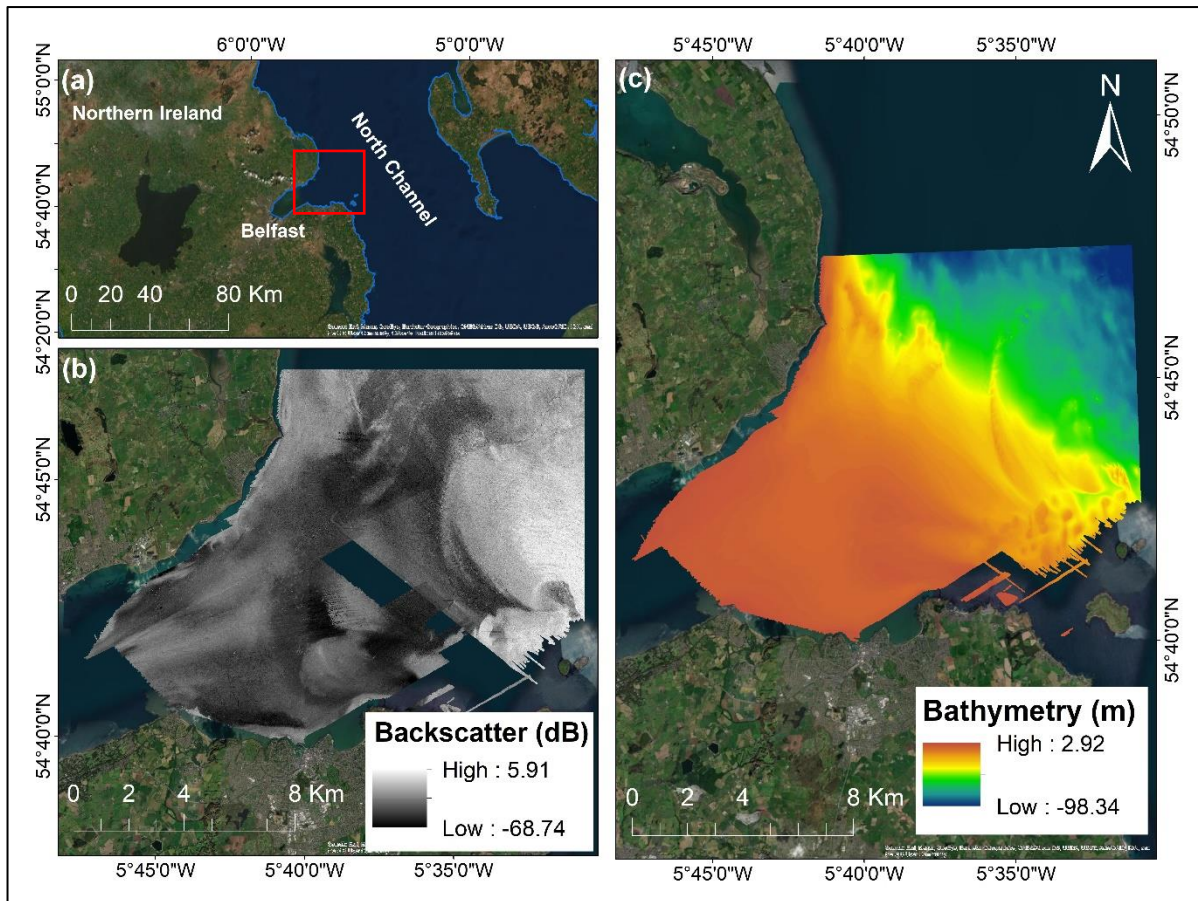 6°0'0"W 5°0'0"W
(a)
55°0'0"N
Northern Ireland
North Channel
54°40'0"N
Belfast
0 20 40 80 Km
54°20'0"N
(b)
54°45'0"N
54°40'0"N
Backscatter (dB)
High : 5.91
Low : -68.74
0 2 4 8 Km
5°45'0"W 5°40'0"W 5°35'0"W
5°45'0"W 5°40'0"W 5°35'0"W
(c)
N
54°50'0"N
54°45'0"N
54°40'0"N
Bathymetry (m)
High : 2.92
Low : -98.34
0 2 4 8 Km
5°45'0"W 5°40'0"W 5°35'0"W